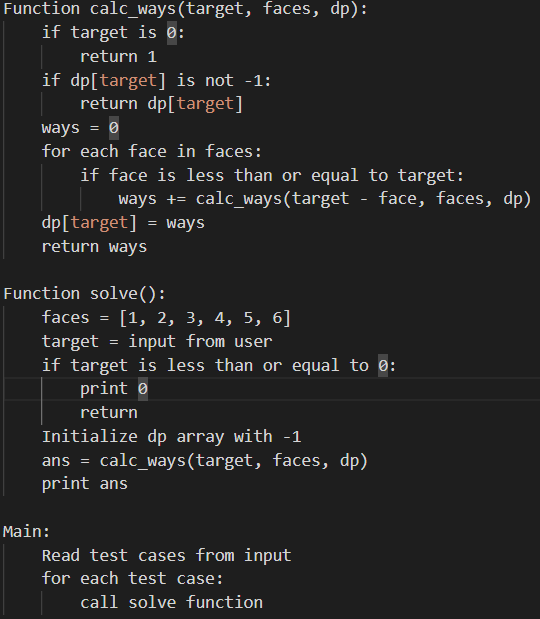 Function calc_ways(target, faces, dp):
    if target is 0:
        return 1
    if dp[target] is not -1:
        return dp[target]
    ways = 0
    for each face in faces:
        if face is less than or equal to target:
            ways += calc_ways(target - face, faces, dp)
    dp[target] = ways
    return ways

Function solve():
    faces = [1, 2, 3, 4, 5, 6]
    target = input from user
    if target is less than or equal to 0:
        print 0
        return
    Initialize dp array with -1
    ans = calc_ways(target, faces, dp)
    print ans

Main:
    Read test cases from input
    for each test case:
        call solve function